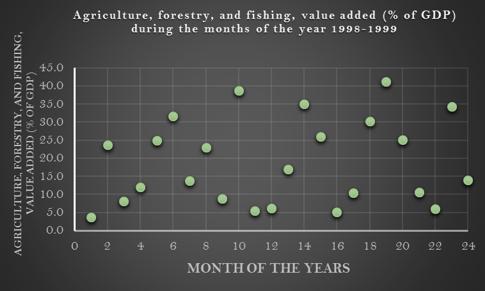 Agriculture, forestry, and fishing, value added (% of GDP)
during the months of the year 1998-1999
AGRICULTURE, FORESTRY, AND FISHING,
VALUE ADDED (% OF GDP)
45.0
40.0
35.0
30.0
25.0
20.0
15.0
10.0
5.0
0.0
0 2 4 6 8 10 12 14 16 18 20 22 24
MONTH OF THE YEARS